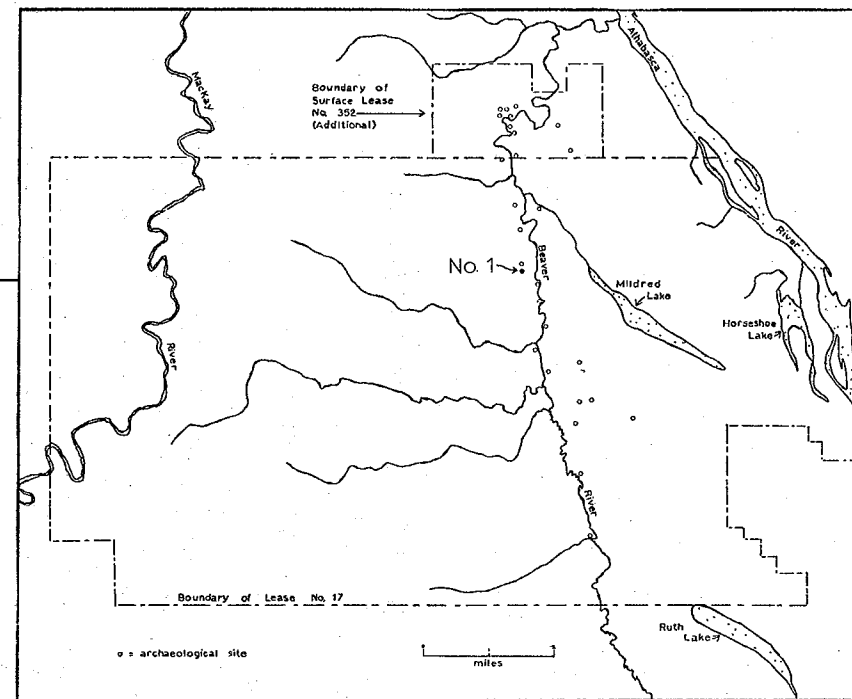 MacKay
River
Boundary of
Surface Lease
No. 352
(Additional)
Athabasca
River
No. 1
Beaver
River
Mildred
Lake
Horseshoe
Lake
Boundary of Lease No. 17
Ruth
Lake
o = archaeological site
miles